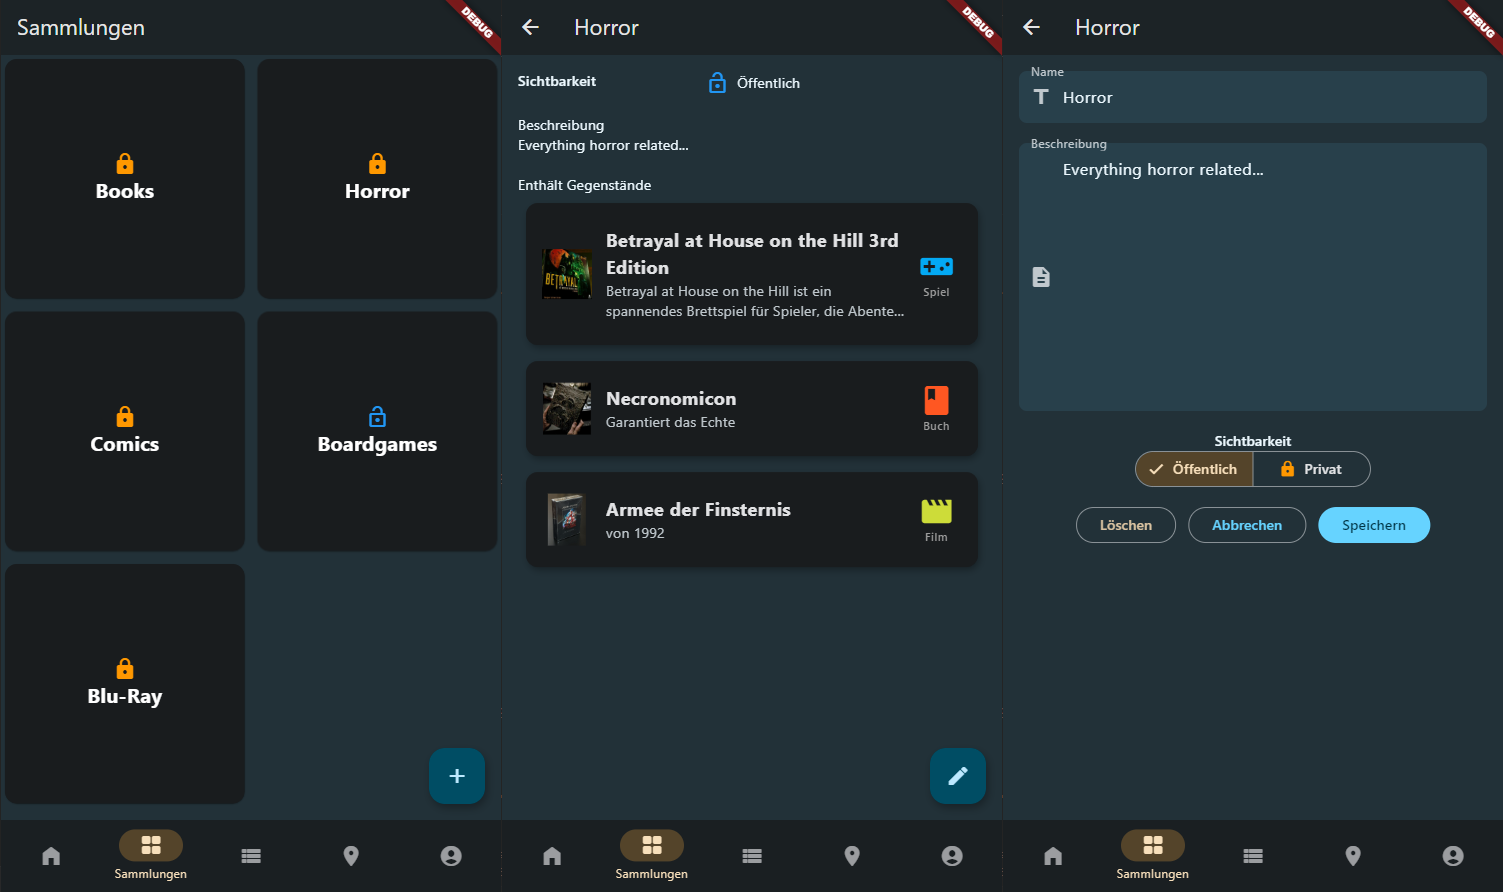 Sammlungen
DEBUG
Books
Horror
Comics
Boardgames
Blu-Ray
Sammlungen
Horror
DEBUG
Sichtbarkeit
Öffentlich
Beschreibung
Everything horror related...
Enthält Gegenstände
Betrayal at House on the Hill 3rd
Edition
Betrayal at House on the Hill ist ein
spannendes Brettspiel für Spieler, die Abente...
BETRAYAL
Spiel
Necronomicon
Garantiert das Echte
Buch
Armee der Finsternis
von 1992
Film
Sammlungen
Horror
DEBUG
Name
Horror
Beschreibung
Everything horror related...
Sichtbarkeit
Öffentlich
Privat
Löschen
Abbrechen
Speichern
Sammlungen